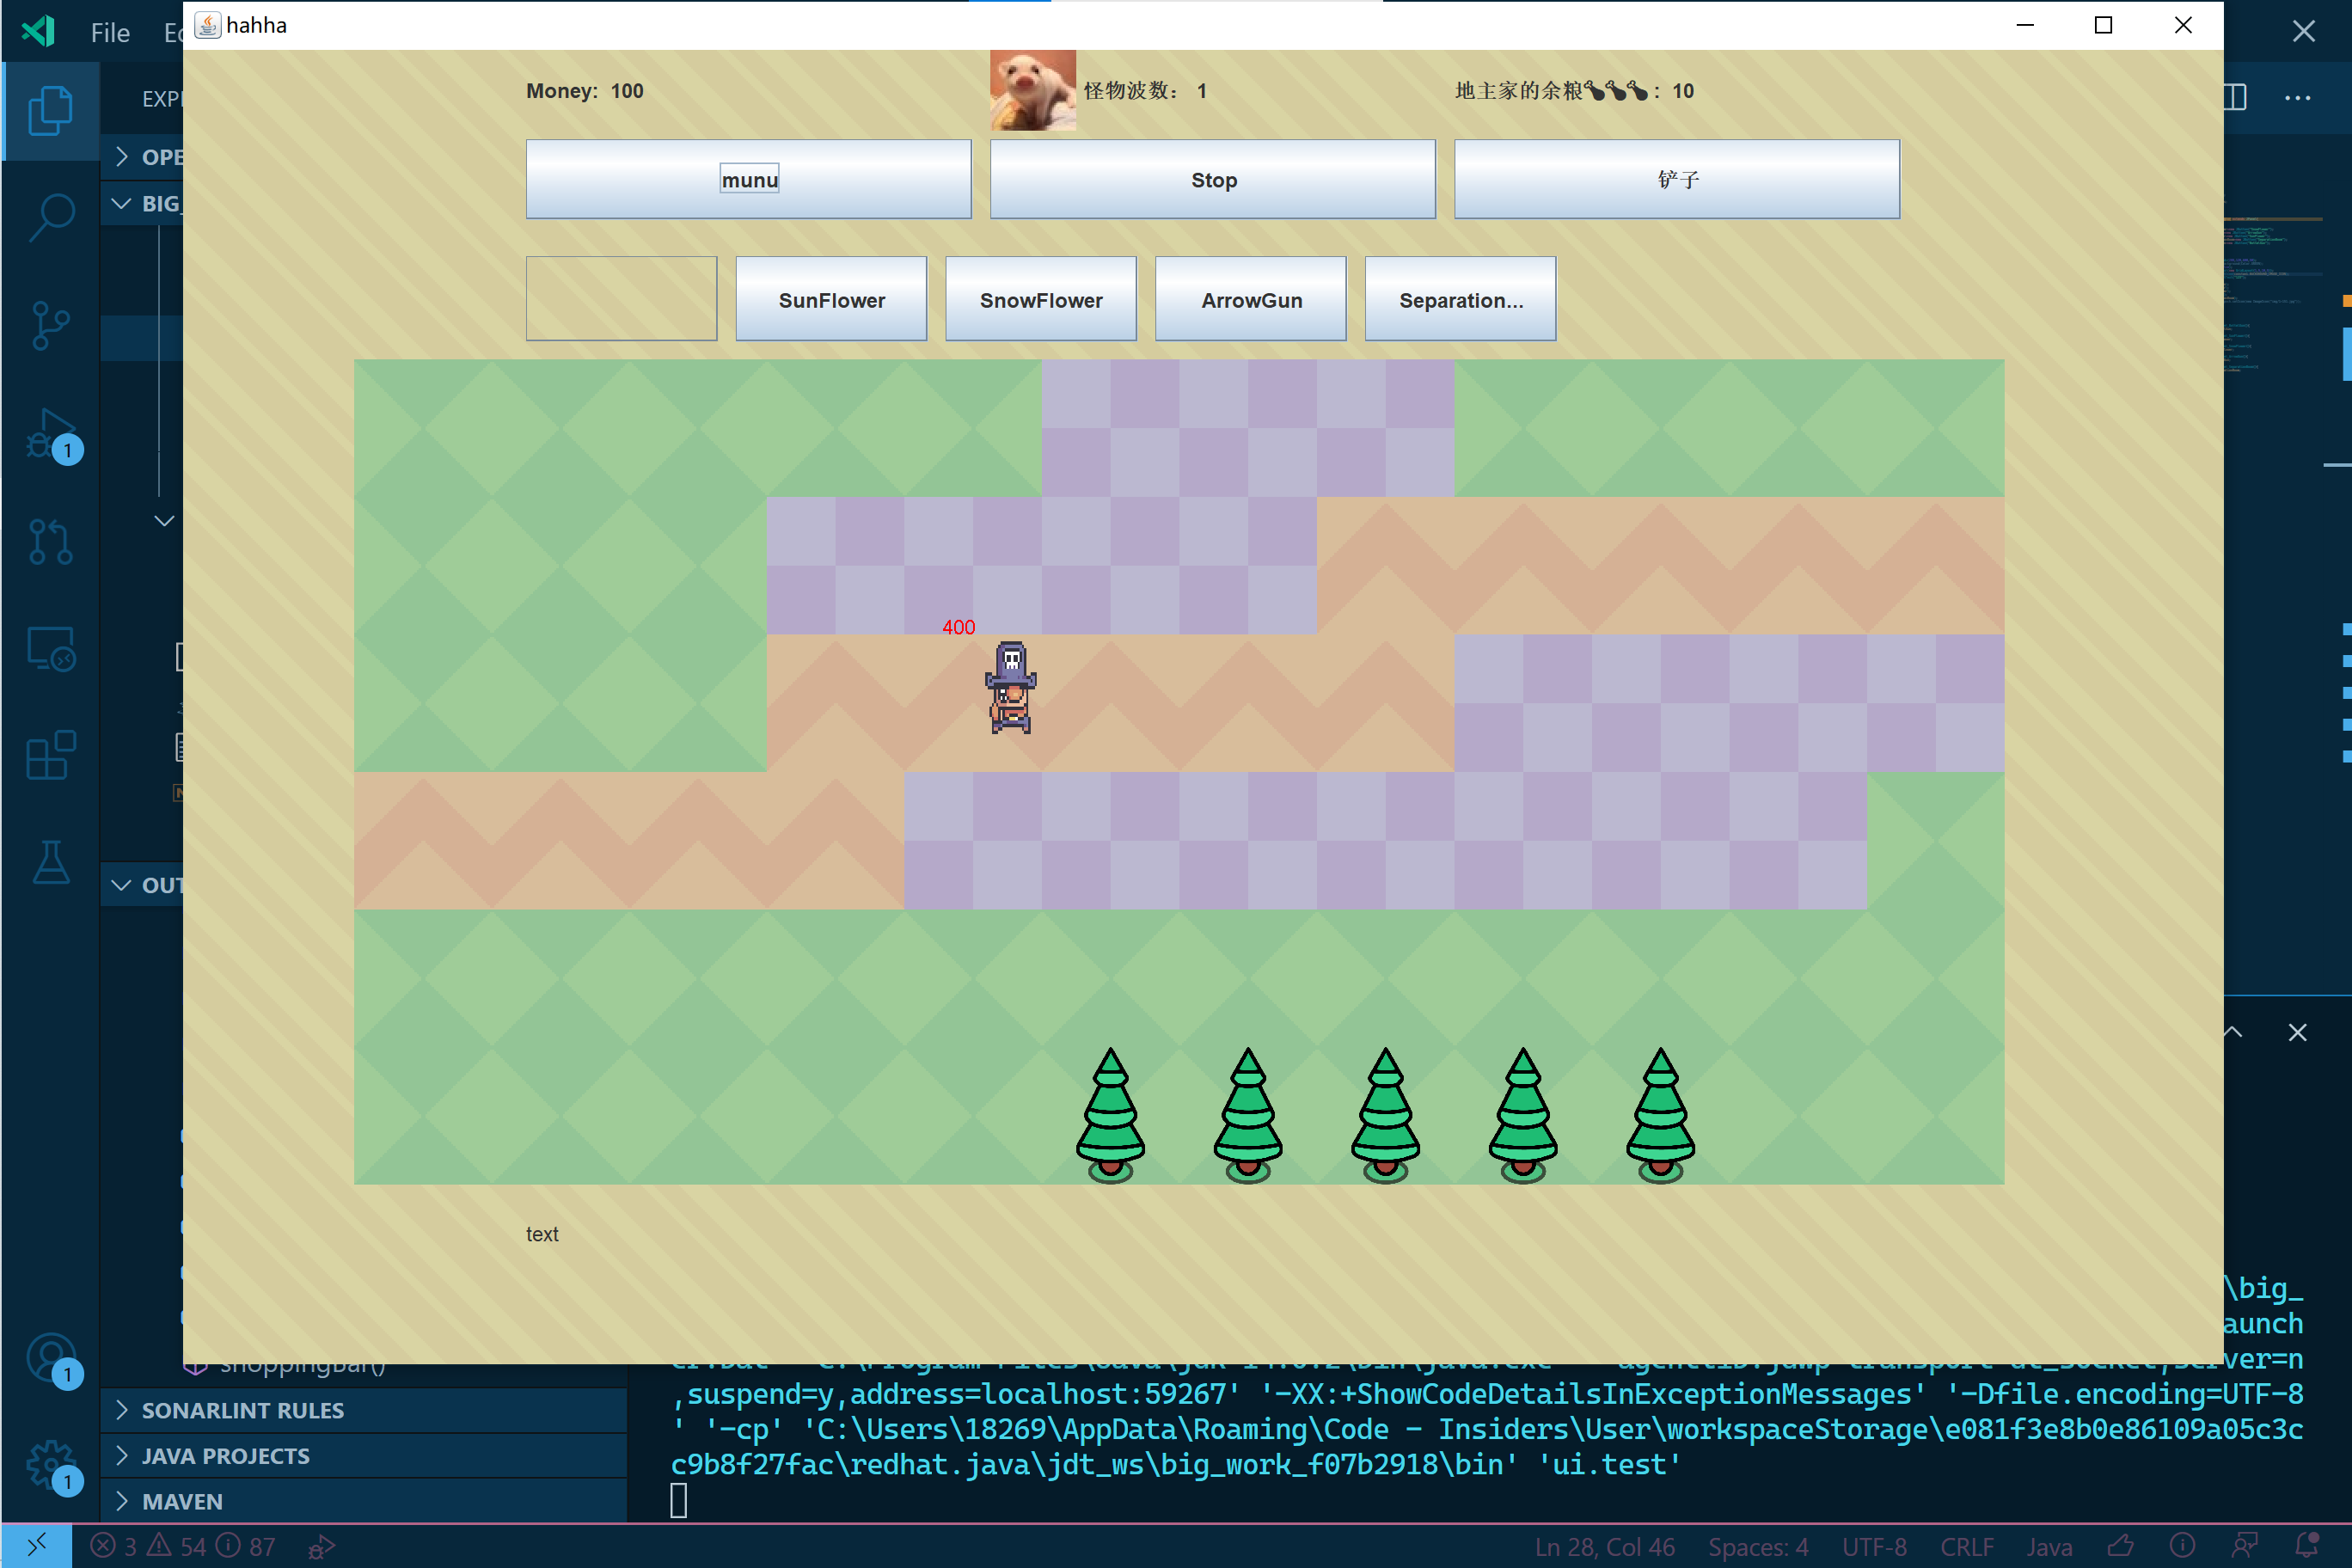 File
hahha
EXP
Money: 100
怪物波数： 1
地主家的余粮🍗🍗🍗： 10
OPE
munu
Stop
铲子
BIG_
SunFlower
SnowFlower
ArrowGun
Separation...
400
OUT
text
\big_
aunch
shoppingBar()
,suspend=y,address=localhost:59267' '-XX:+ShowCodeDetailsInExceptionMessages' '-Dfile.encoding=UTF-8
' '-cp' 'C:\Users\18269\AppData\Roaming\Code - Insiders\User\workspaceStorage\e081f3e8b0e86109a05c3c
c9b8f27fac\redhat.java\jdt_ws\big_work_f07b2918\bin' 'ui.test'
SONARLINT RULES
JAVA PROJECTS
MAVEN
1
1
1
3 54 87
Ln 28, Col 46
Spaces: 4
UTF-8
CRLF
Java